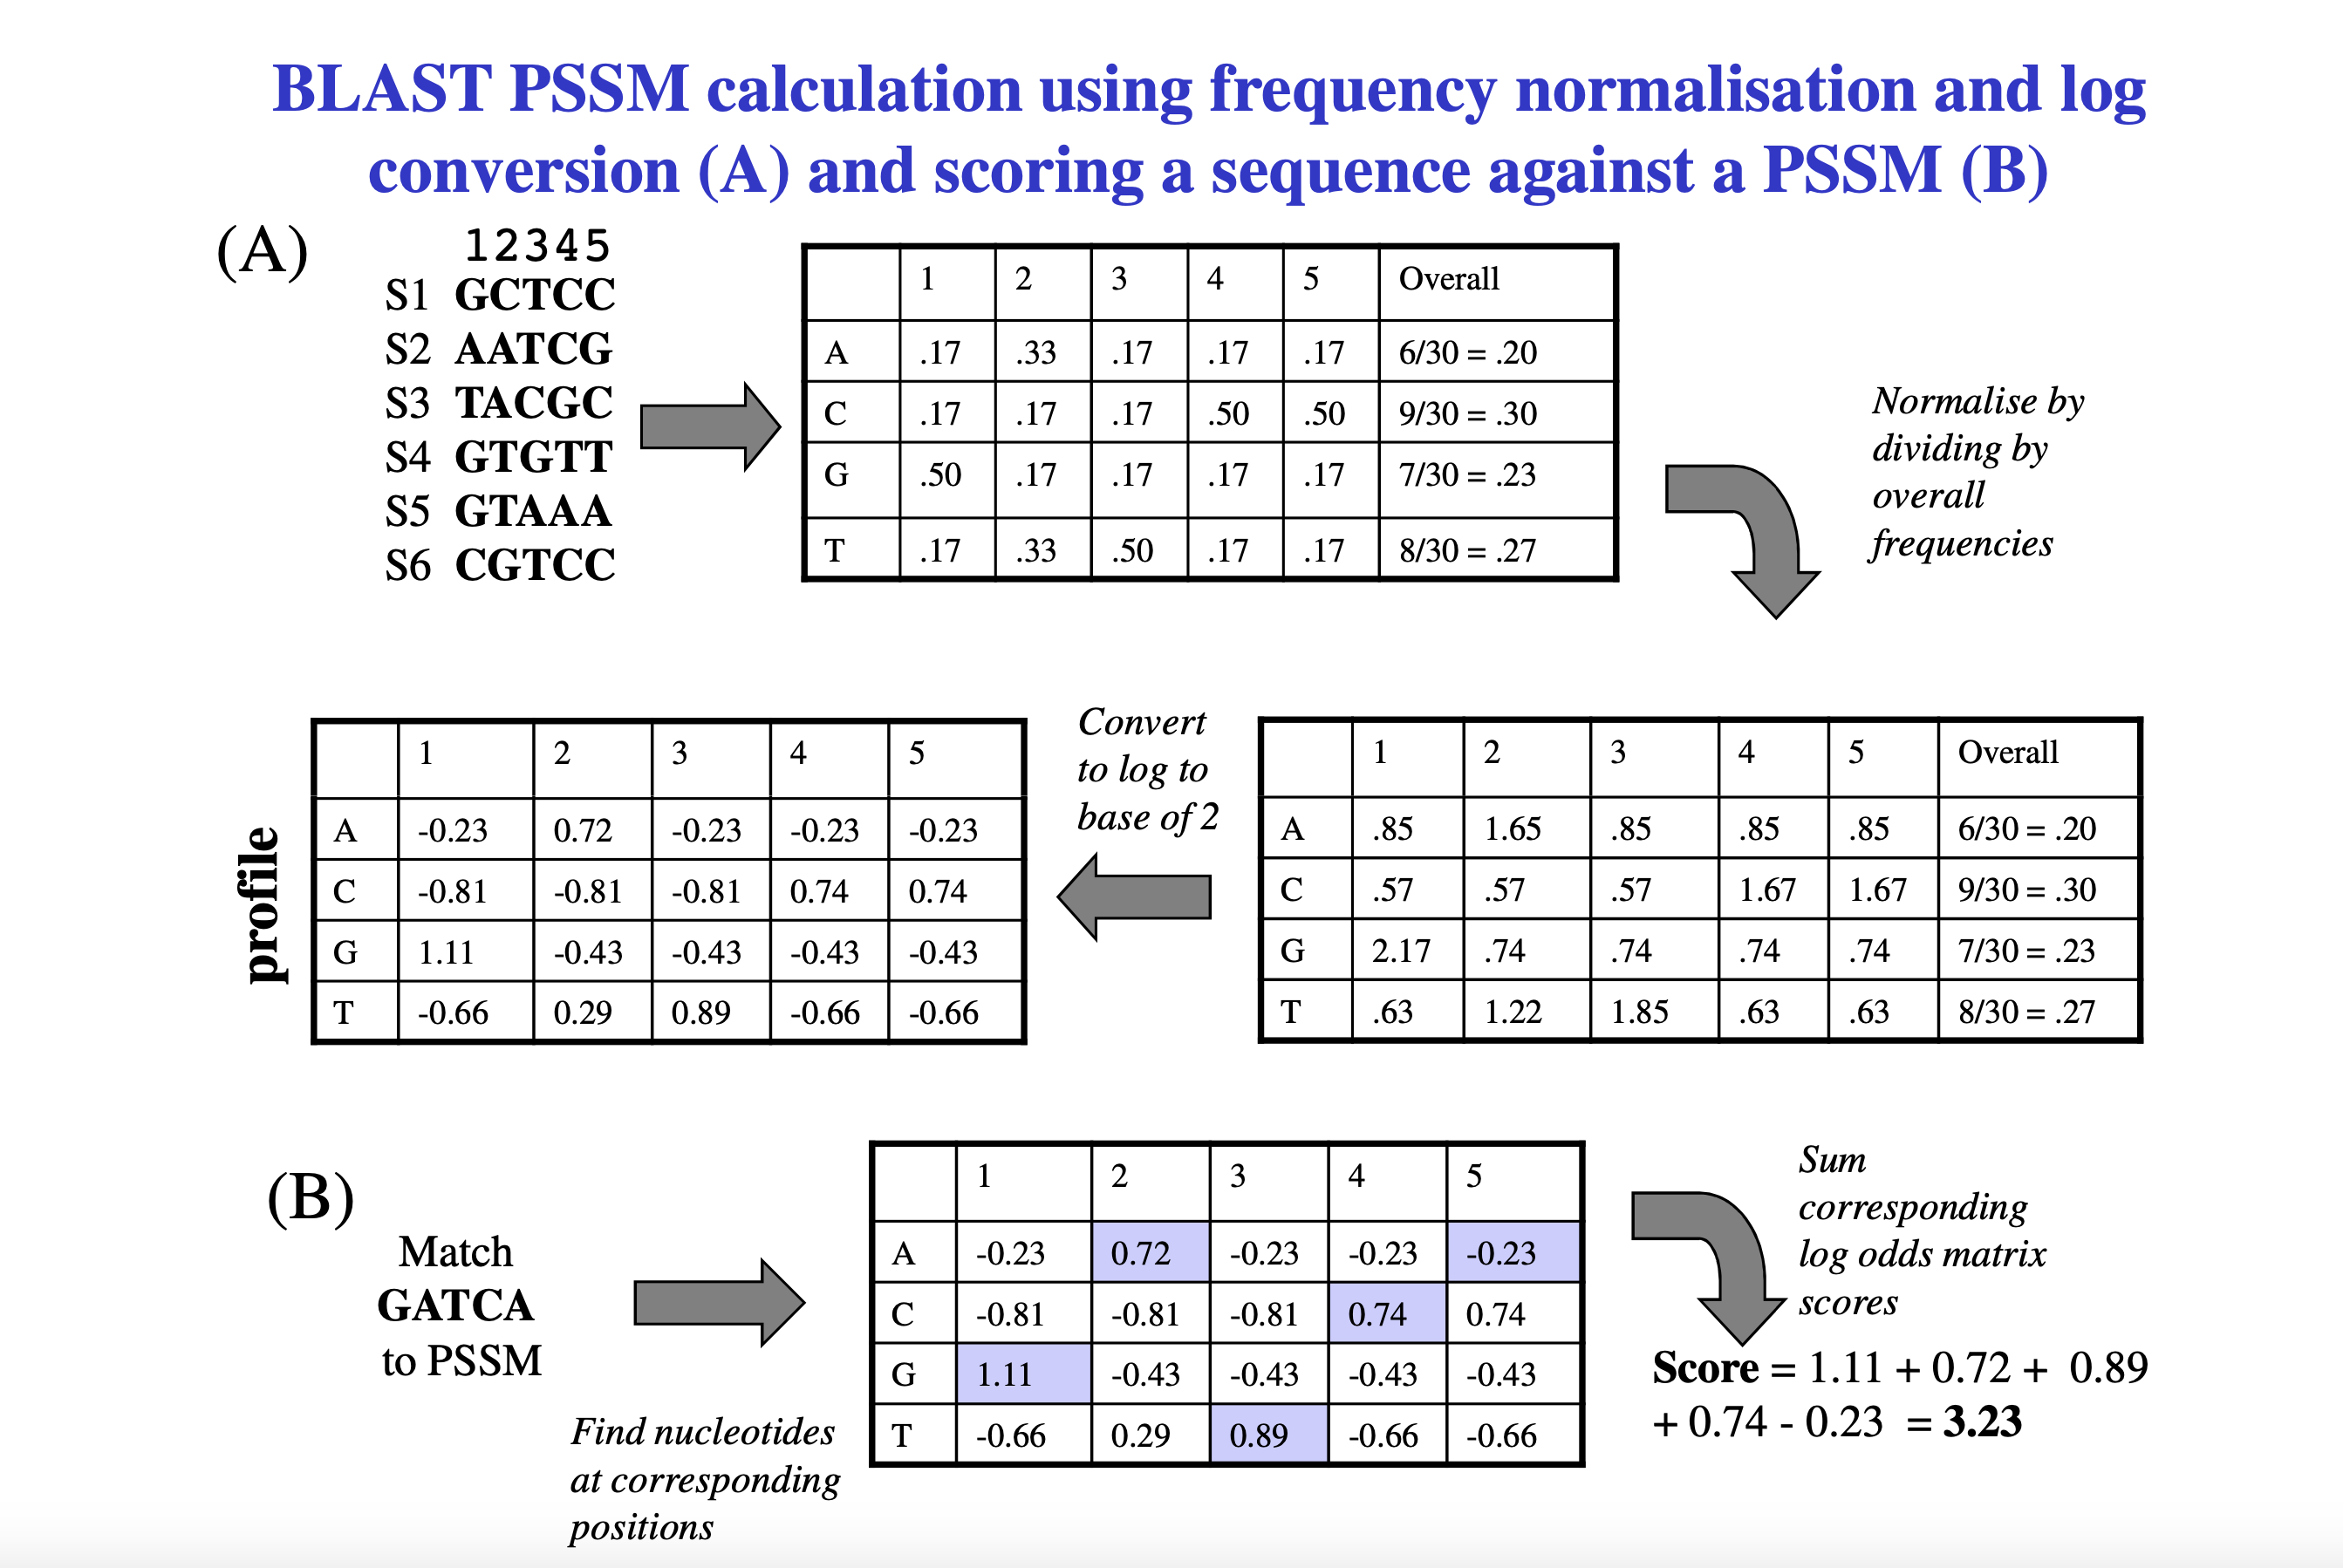 BLAST PSSM calculation using frequency normalisation and log
conversion (A) and scoring a sequence against a PSSM (B)
(A)
12345
S1 GCTCC
S2 AATCG
S3 TACGC
S4 GTGTT
S5 GTAAA
S6 CGTCC
1 2 3 4 5 Overall
A .17 .33 .17 .17 .17 6/30 = .20
C .17 .17 .17 .50 .50 9/30 = .30
G .50 .17 .17 .17 .17 7/30 = .23
T .17 .33 .50 .17 .17 8/30 = .27
Normalise by
dividing by
overall
frequencies
profile
1 2 3 4 5
A -0.23 0.72 -0.23 -0.23 -0.23
C -0.81 -0.81 -0.81 0.74 0.74
G 1.11 -0.43 -0.43 -0.43 -0.43
T -0.66 0.29 0.89 -0.66 -0.66
Convert
to log to
base of 2
1 2 3 4 5 Overall
A .85 1.65 .85 .85 .85 6/30 = .20
C .57 .57 .57 1.67 1.67 9/30 = .30
G 2.17 .74 .74 .74 .74 7/30 = .23
T .63 1.22 1.85 .63 .63 8/30 = .27
(B)
Match
GATCA
to PSSM
Find nucleotides
at corresponding
positions
1 2 3 4 5
A -0.23 0.72 -0.23 -0.23 -0.23
C -0.81 -0.81 -0.81 0.74 0.74
G 1.11 -0.43 -0.43 -0.43 -0.43
T -0.66 0.29 0.89 -0.66 -0.66
Sum
corresponding
log odds matrix
scores
Score = 1.11 + 0.72 + 0.89
+ 0.74 - 0.23 = 3.23